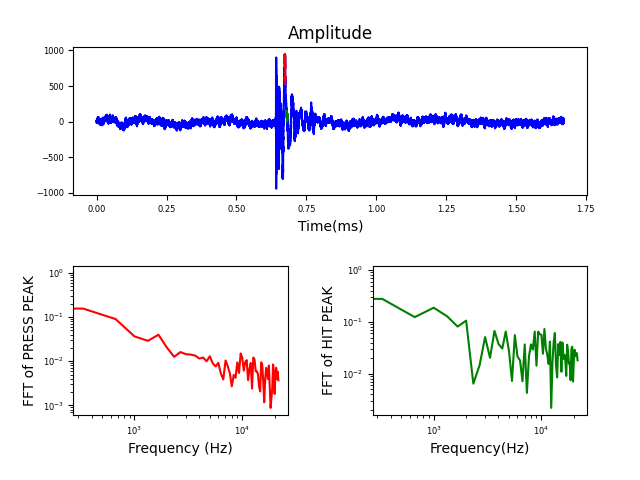 Amplitude
1000
500
0
−500
−1000
0.00 0.25 0.50 0.75 1.00 1.25 1.50 1.75
Time(ms)
FFT of PRESS PEAK
10⁰
10⁻¹
10⁻²
10⁻³
10³ 10⁴
Frequency (Hz)
FFT of HIT PEAK
10⁰
10⁻¹
10⁻²
10³ 10⁴
Frequency(Hz)